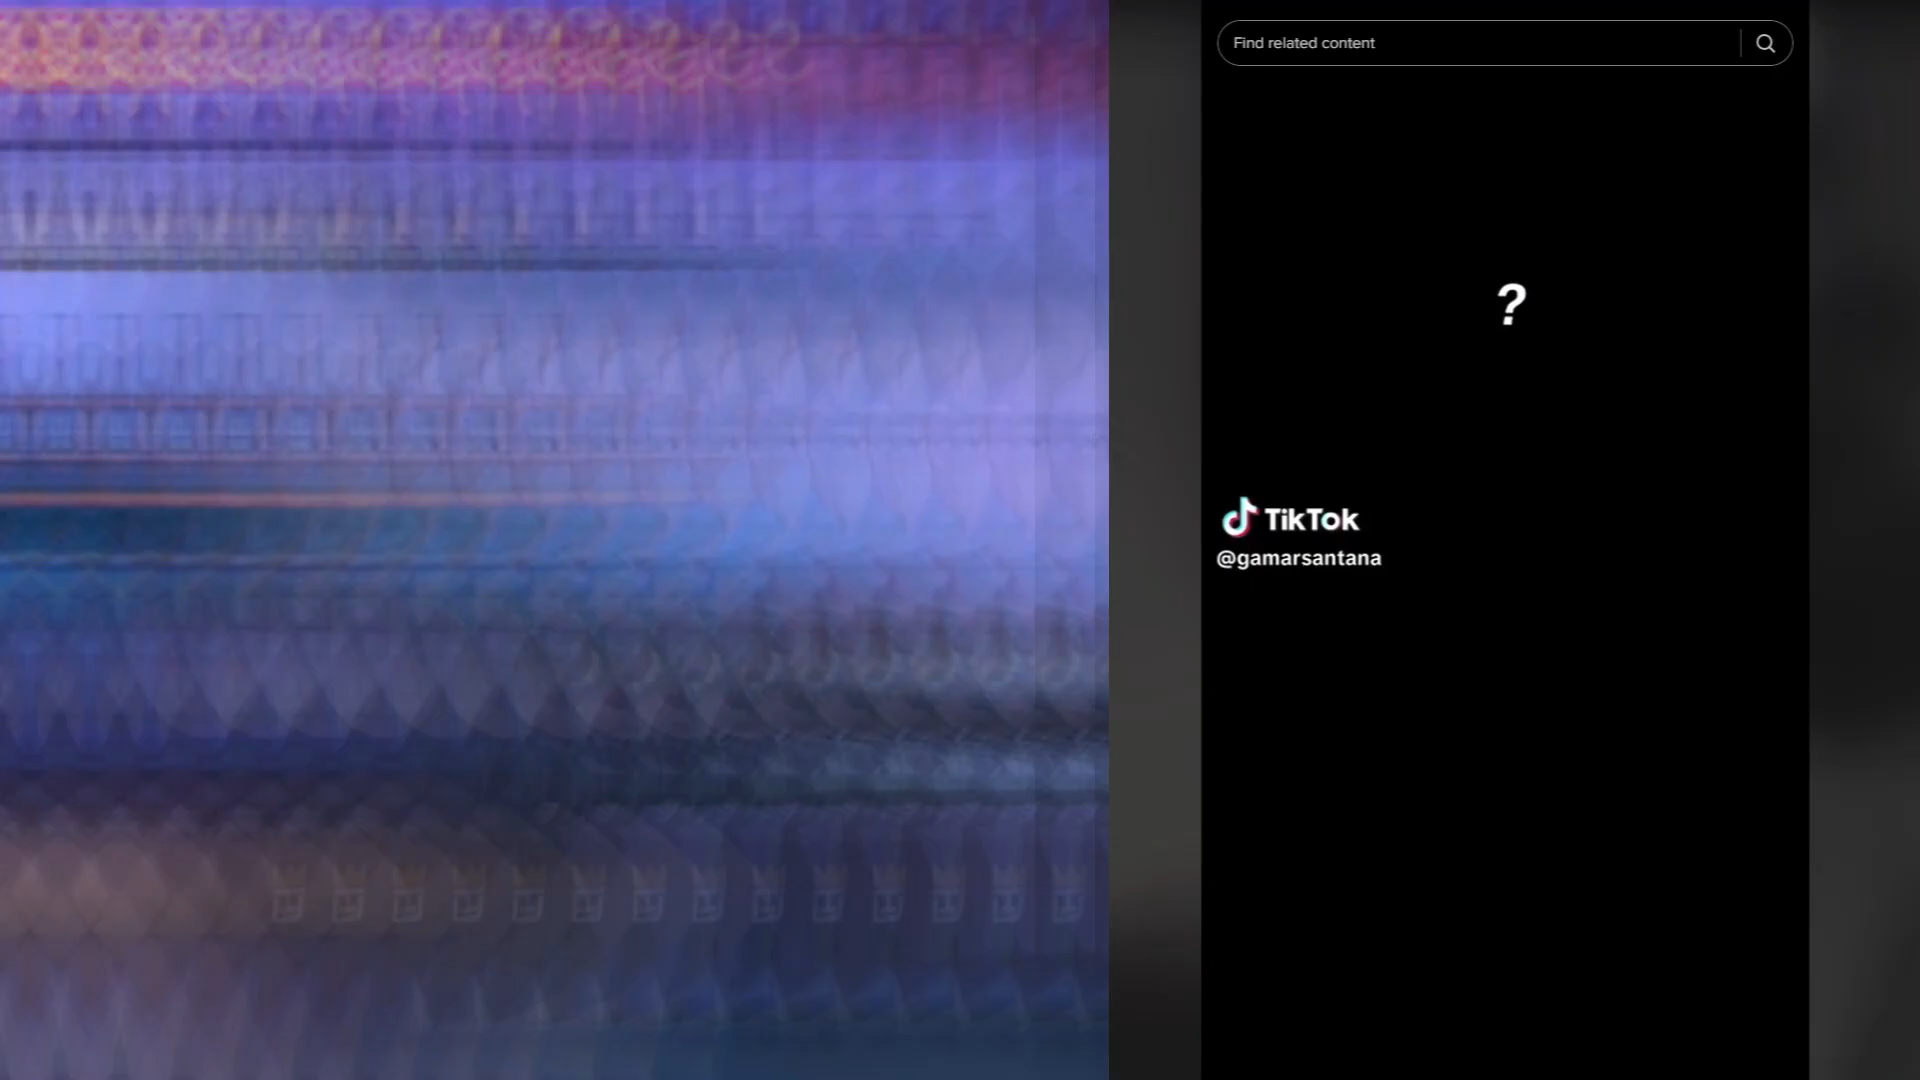 Find related content
?
TikTok
@gamarsantana